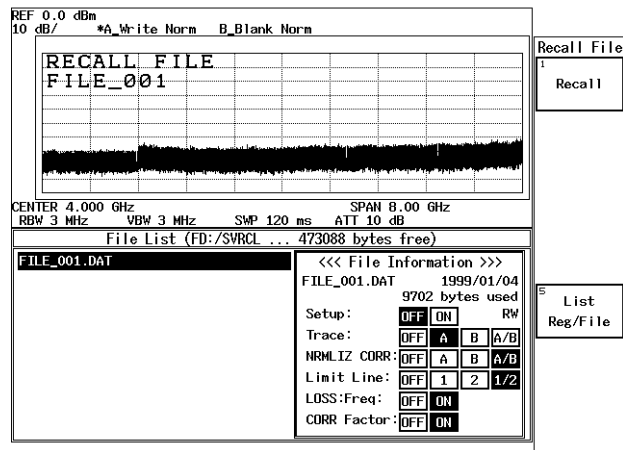 REF 0.0 dBm
10 dB/ *A_Write Norm B_Blank Norm
RECALL FILE
FILE_001
CENTER 4.000 GHz SPAN 8.00 GHz
RBW 3 MHz VBW 3 MHz SWP 120 ms ATT 10 dB
File List (FD:/SVRCL ... 473088 bytes free)
FILE_001.DAT
<<< File Information >>>
FILE_001.DAT 1999/01/04
9702 bytes used
Setup: OFF ON RW
Trace: OFF A B A/B
NRMLIZ CORR: OFF A B A/B
Limit Line: OFF 1 2 1/2
LOSS:Freq: OFF ON
CORR Factor: OFF ON
Recall File
1
Recall
5
List
Reg/File